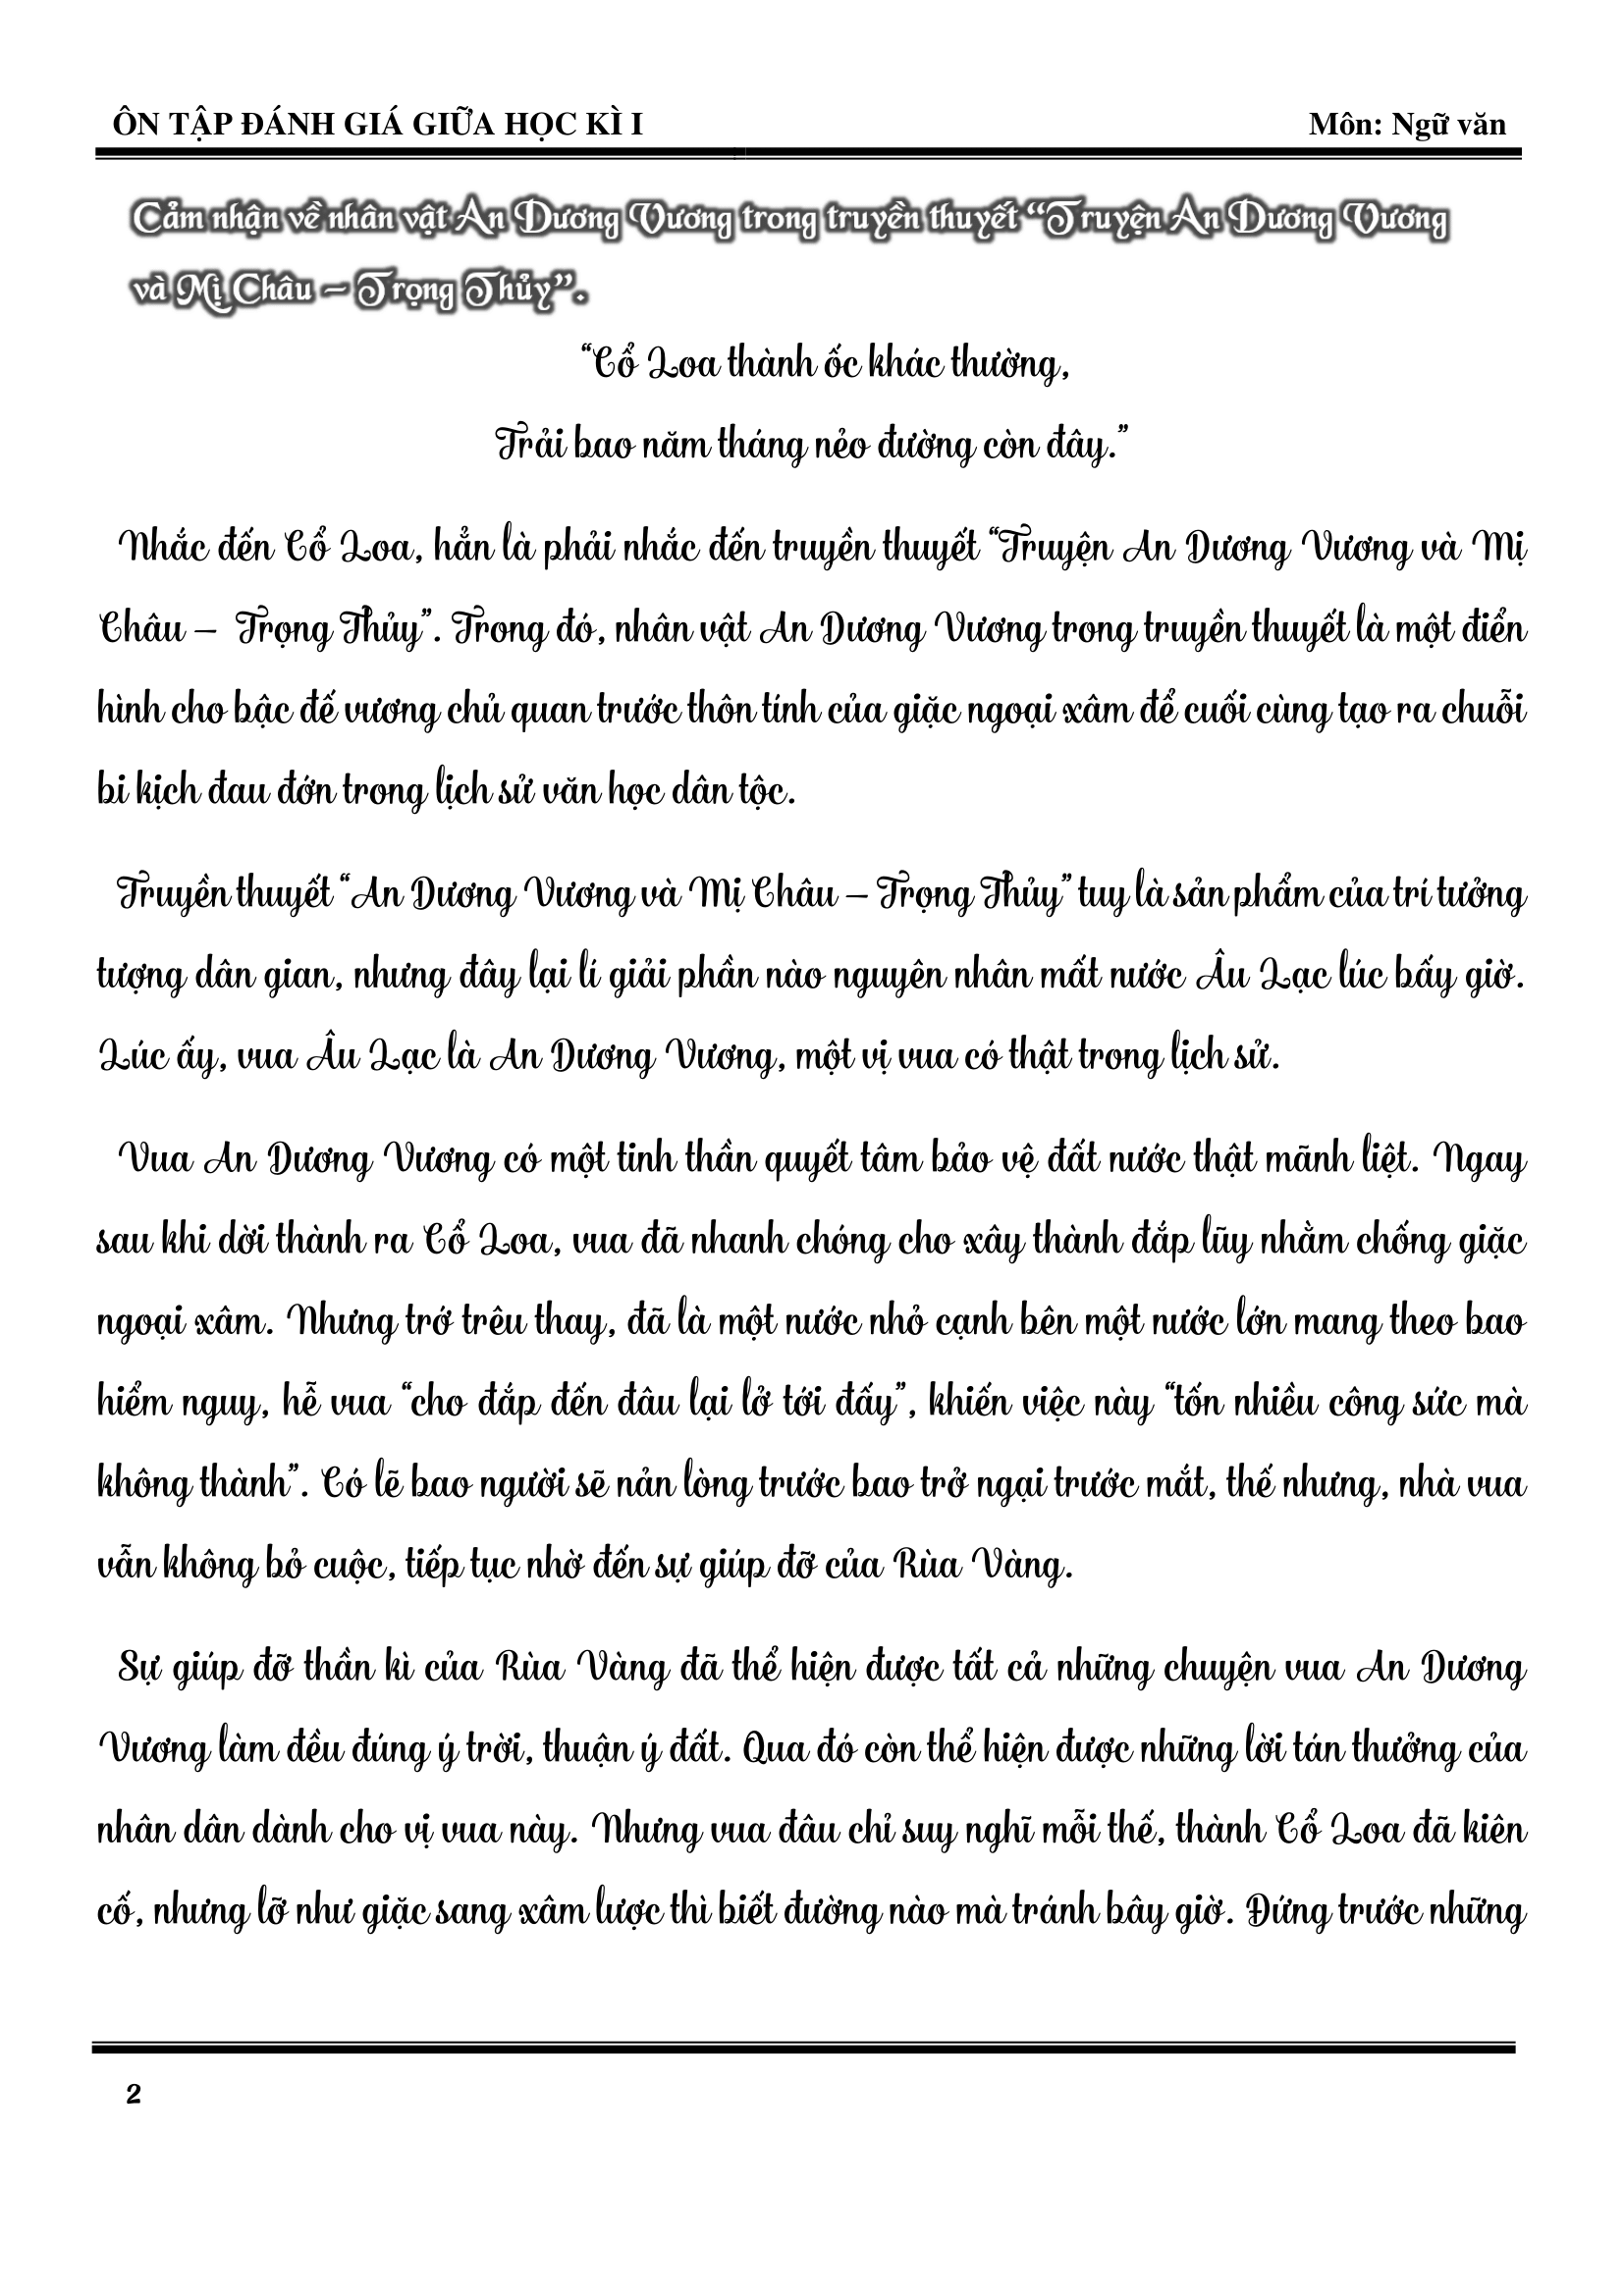 ÔN TẬP ĐÁNH GIÁ GIỮA HỌC KÌ I Môn: Ngữ văn
Cảm nhận về nhân vật An Dương Vương trong truyền thuyết “Truyện An Dương Vương
và Mị Châu – Trọng Thủy”.
“Cổ Loa thành ốc khác thường,
Trải bao năm tháng nẻo đường còn đây.”
Nhắc đến Cổ Loa, hẳn là phải nhắc đến truyền thuyết “Truyện An Dương Vương và Mị
Châu – Trọng Thủy”. Trong đó, nhân vật An Dương Vương trong truyền thuyết là một điển
hình cho bậc đế vương chủ quan trước thôn tính của giặc ngoại xâm để cuối cùng tạo ra chuỗi
bi kịch đau đớn trong lịch sử văn học dân tộc.
Truyền thuyết “An Dương Vương và Mị Châu – Trọng Thủy” tuy là sản phẩm của trí tưởng
tượng dân gian, nhưng đây lại lí giải phần nào nguyên nhân mất nước Âu Lạc lúc bấy giờ.
Lúc ấy, vua Âu Lạc là An Dương Vương, một vị vua có thật trong lịch sử.
Vua An Dương Vương có một tinh thần quyết tâm bảo vệ đất nước thật mãnh liệt. Ngay
sau khi dời thành ra Cổ Loa, vua đã nhanh chóng cho xây thành đắp lũy nhằm chống giặc
ngoại xâm. Nhưng trớ trêu thay, đã là một nước nhỏ cạnh bên một nước lớn mang theo bao
hiểm nguy, hễ vua “cho đắp đến đâu lại lở tới đấy”, khiến việc này “tốn nhiều công sức mà
không thành”. Có lẽ bao người sẽ nản lòng trước bao trở ngại trước mắt, thế nhưng, nhà vua
vẫn không bỏ cuộc, tiếp tục nhờ đến sự giúp đỡ của Rùa Vàng.
Sự giúp đỡ thần kì của Rùa Vàng đã thể hiện được tất cả những chuyện vua An Dương
Vương làm đều đúng ý trời, thuận ý đất. Qua đó còn thể hiện được những lời tán thưởng của
nhân dân dành cho vị vua này. Nhưng vua đâu chỉ suy nghĩ mỗi thế, thành Cổ Loa đã kiên
cố, nhưng lỡ như giặc sang xâm lược thì biết đường nào mà tránh bây giờ. Đứng trước những
2